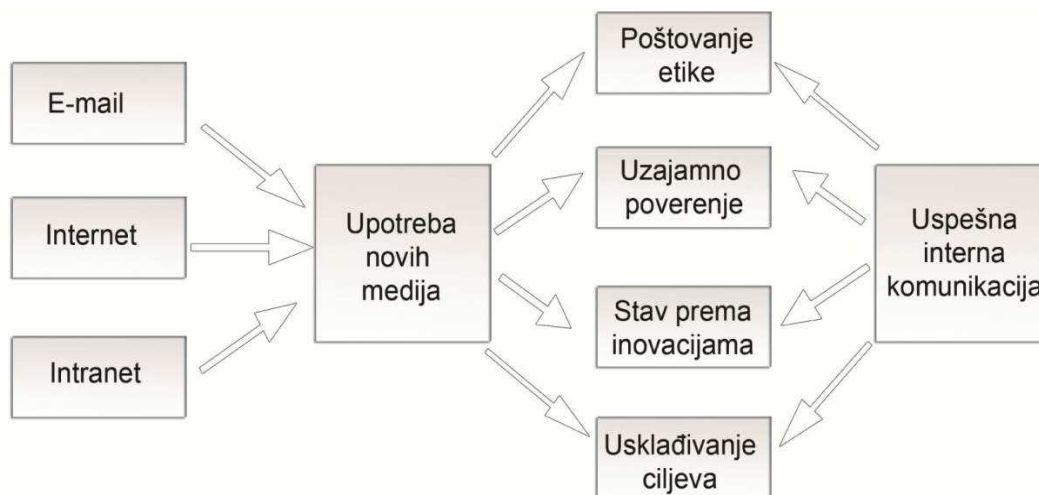 E-mail
Internet
Intranet
Upotreba
novih
medija
Poštovanje
etike
Uzajamno
poverenje
Stav prema
inovacijama
Usklađivanje
ciljeva
Uspešna
interna
komunikacija